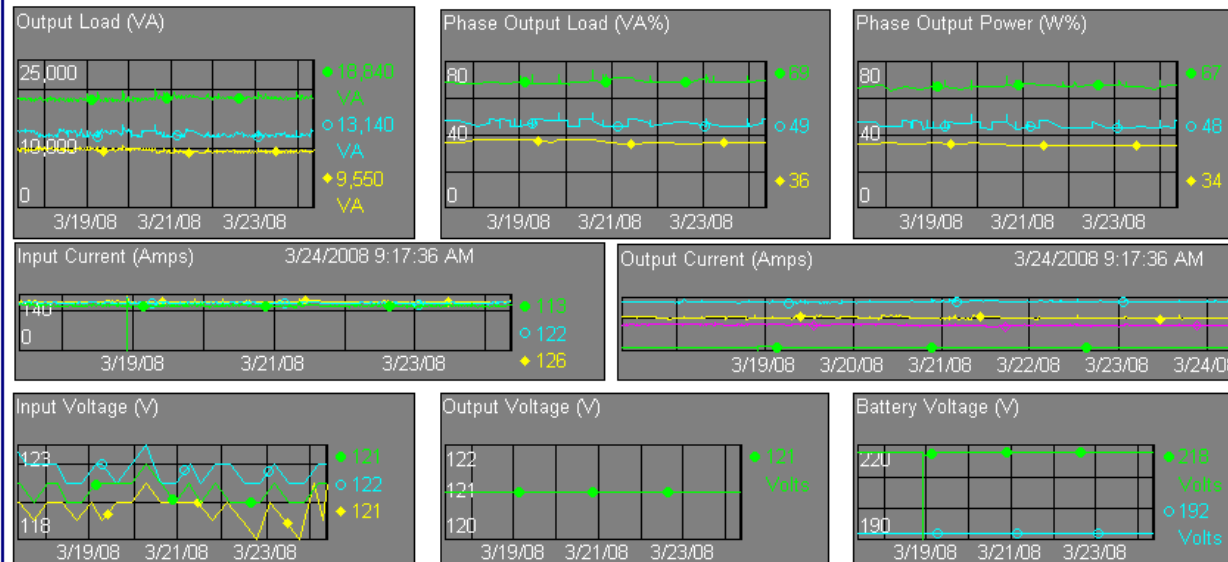 Output Load (VA)
25,000
10,000
0
3/19/08 3/21/08 3/23/08
18,840
VA
13,140
VA
9,550
VA
Phase Output Load (VA%)
80
40
0
3/19/08 3/21/08 3/23/08
69
49
36
Phase Output Power (W%)
80
40
0
3/19/08 3/21/08 3/23/08
67
48
34
Input Current (Amps) 3/24/2008 9:17:36 AM
140
0
3/19/08 3/21/08 3/23/08
113
122
126
Output Current (Amps) 3/24/2008 9:17:36 AM
3/19/08 3/20/08 3/21/08 3/22/08 3/23/08 3/24/08
Input Voltage (V)
123
118
3/19/08 3/21/08 3/23/08
121
122
121
Output Voltage (V)
122
121
120
3/19/08 3/21/08 3/23/08
121
Volts
Battery Voltage (V)
220
190
3/19/08 3/21/08 3/23/08
218
Volts
192
Volts